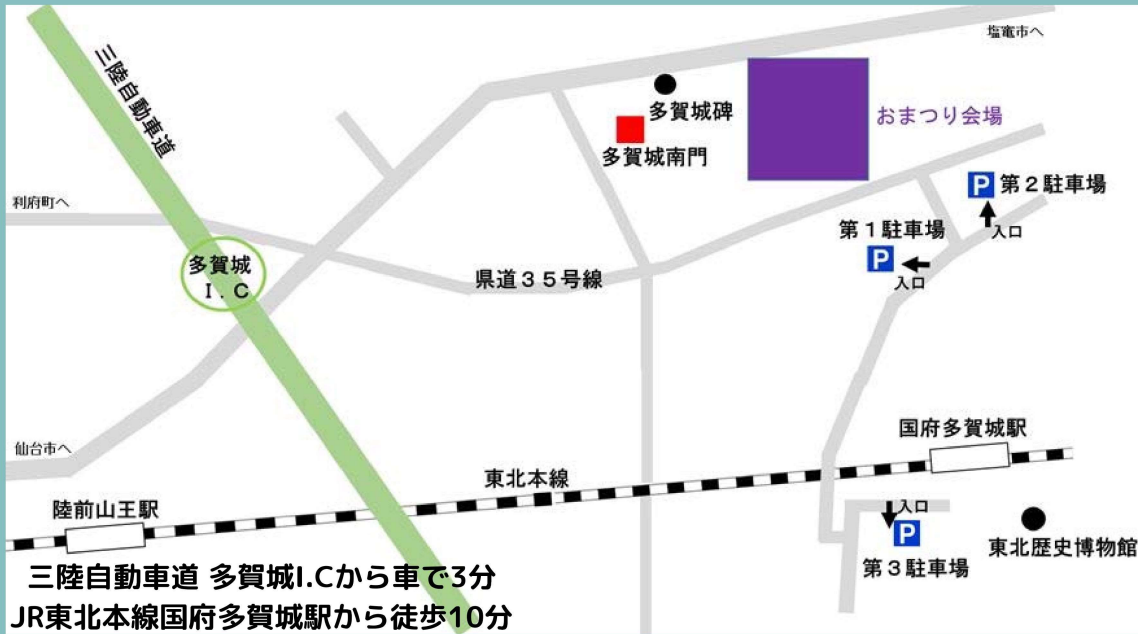 塩竈市へ
三陸自動車道
多賀城碑
おまつり会場
多賀城南門
P 第２駐車場
利府町へ
入口
第１駐車場
P
入口
多賀城
Ｉ.Ｃ
県道３５号線
国府多賀城駅
仙台市へ
東北本線
陸前山王駅
入口
P
第３駐車場
東北歴史博物館
三陸自動車道 多賀城I.Cから車で3分
JR東北本線国府多賀城駅から徒歩10分